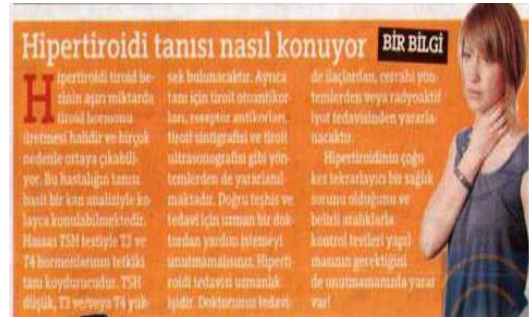 Hipertiroidi tanısı nasıl konuyor
BİR BİLGİ
Hipertiroidi tiroid be-
zinin aşırı miktarda
tiroid hormonu
üretmesi halidir ve birçok
nedenle ortaya çıkabili-
yor. Bu hastalığın tanısı
basit bir kan analiziyle ko-
layca konulabilmektedir.
Hassas TSH testiyle T3 ve
T4 hormonlarının tetkiki
tanı koydurucudur. TSH
düşük, T3 ve/veya T4 yük-
sek bulunacaktır. Ayrıca
tanı için tiroit otoantikor-
ları, reseptör antikorları,
tiroit sintigrafisi ve tiroit
ultrasonografisi gibi yön-
temlerden de yararlanıl
maktadır. Doğru teşhis ve
tedavi için uzman bir dok
tordan yardım istemeyi
unutmamalısınız. Hiperti-
roidi tedavisi uzmanlık
işidir. Doktorunuz tedavi-
de ilaçlardan, cerrahi yön-
temlerden veya radyoaktif
iyot tedavisinden yararla-
nacaktır.
Hipertiroidinin çoğu
kez tekrarlayıcı bir sağlık
sorunu olduğunu ve
belirli aralıklarla
kontrol testleri yapıl
masının gerektiğini
de unutmamanızda yarar
var!